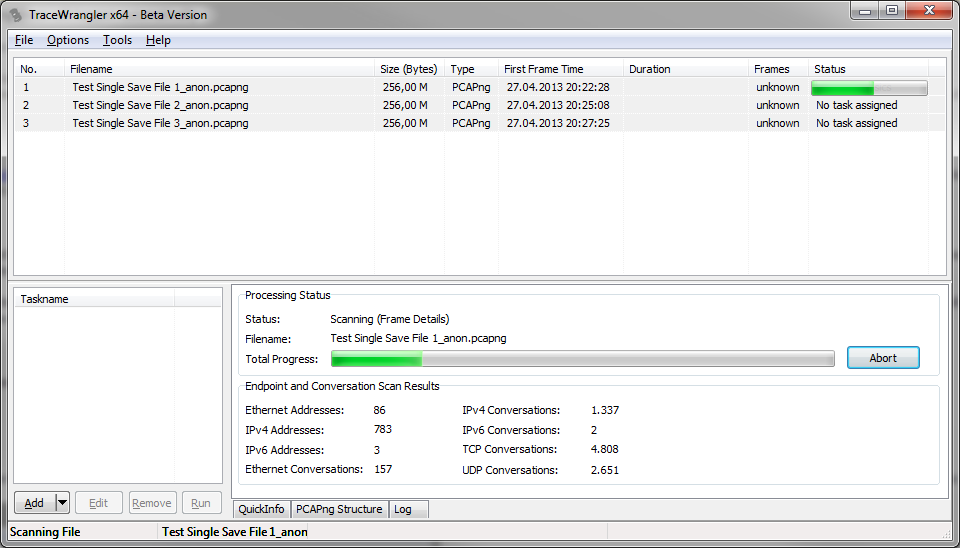 TraceWrangler x64 - Beta Version
File Options Tools Help
No. Filename Size (Bytes) Type First Frame Time Duration Frames Status
1 Test Single Save File 1_anon.pcapng 256,00 M PCAPng 27.04.2013 20:22:28 unknown
2 Test Single Save File 2_anon.pcapng 256,00 M PCAPng 27.04.2013 20:25:08 unknown No task assigned
3 Test Single Save File 3_anon.pcapng 256,00 M PCAPng 27.04.2013 20:27:25 unknown No task assigned
Taskname
Processing Status
Status: Scanning (Frame Details)
Filename: Test Single Save File 1_anon.pcapng
Total Progress: Abort
Endpoint and Conversation Scan Results
Ethernet Addresses: 86 IPv4 Conversations: 1.337
IPv4 Addresses: 783 IPv6 Conversations: 2
IPv6 Addresses: 3 TCP Conversations: 4.808
Ethernet Conversations: 157 UDP Conversations: 2.651
Add Edit Remove Run
QuickInfo PCAPng Structure Log
Scanning File Test Single Save File 1_anon